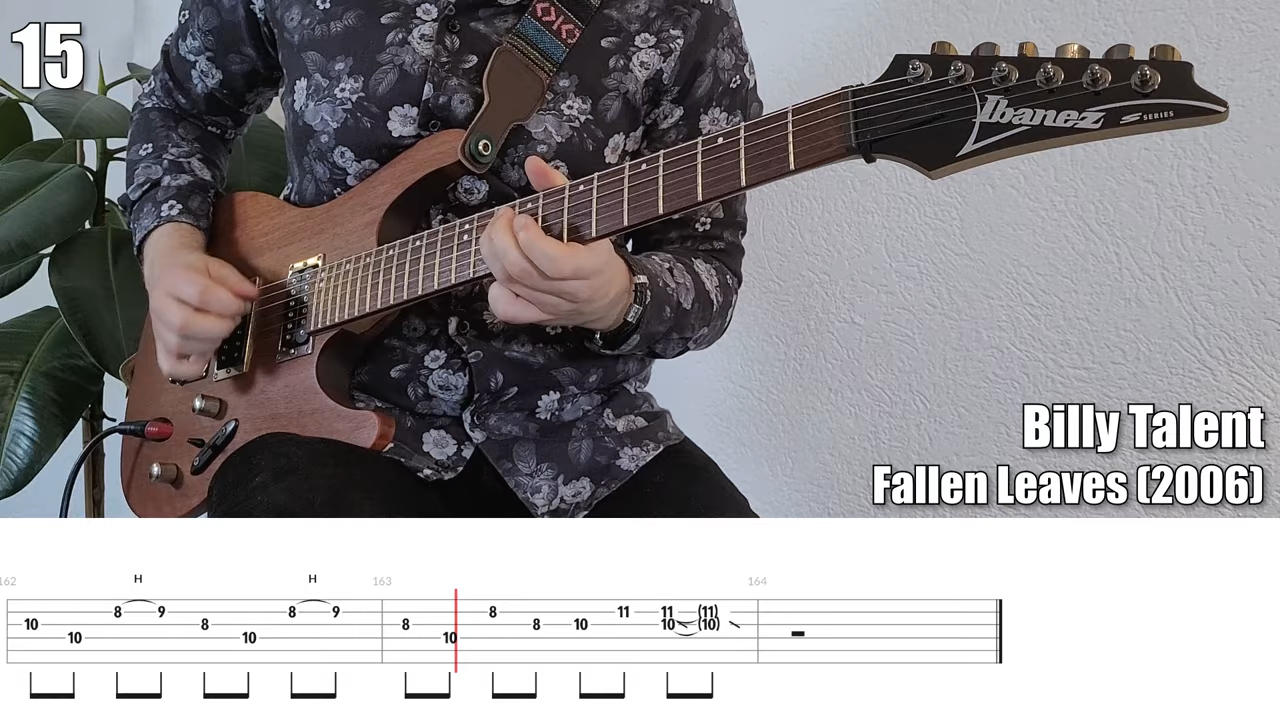 15
Ibanez S SERIES
Billy Talent
Fallen Leaves (2006)
162 H H 163 164
8 9 8 9 8 11 11 (11)
10 8 8 8 10 10 (10)
10 10 10